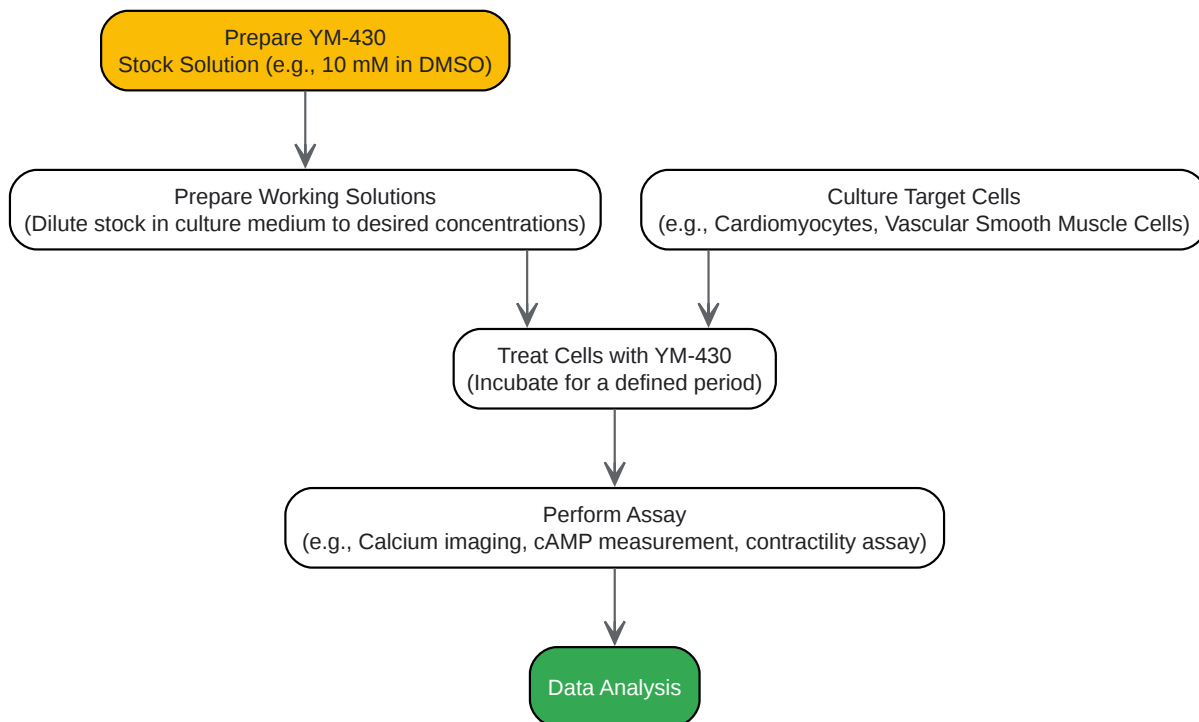 Prepare YM-430
Stock Solution (e.g., 10 mM in DMSO)
Prepare Working Solutions
(Dilute stock in culture medium to desired concentrations)
Culture Target Cells
(e.g., Cardiomyocytes, Vascular Smooth Muscle Cells)
Treat Cells with YM-430
(Incubate for a defined period)
Perform Assay
(e.g., Calcium imaging, cAMP measurement, contractility assay)
Data Analysis